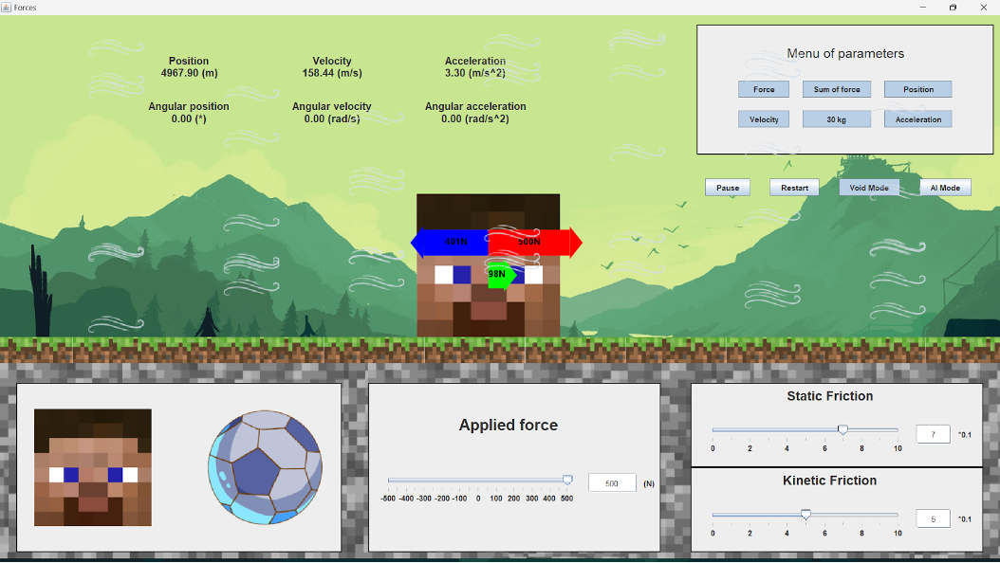 Forces
Position
4967.90 (m)
Velocity
158.44 (m/s)
Acceleration
3.30 (m/s^2)
Angular position
0.00 (*)
Angular velocity
0.00 (rad/s)
Angular acceleration
0.00 (rad/s^2)
Menu of parameters
Force
Sum of force
Position
Velocity
30 kg
Acceleration
Pause
Restart
Void Mode
AI Mode
401N
500N
98N
Applied force
-500 -400 -300 -200 -100 0 100 200 300 400 500
500
(N)
Static Friction
0 2 4 6 8 10
7
*0.1
Kinetic Friction
0 2 4 6 8 10
5
*0.1